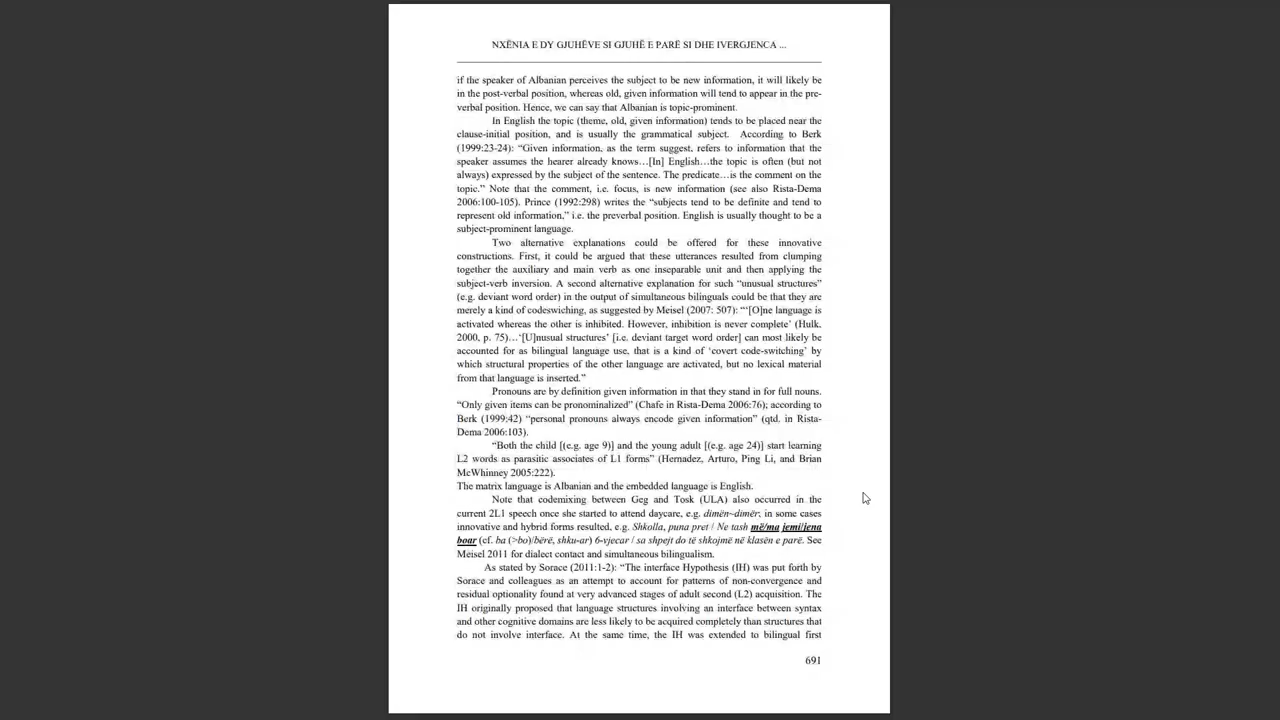 NXËNIA E DY GJUHËVE SI GJUHË E PARË SI DHE IVERGJENCA ...
if the speaker of Albanian perceives the subject to be new information, it will likely be
in the post-verbal position, whereas old, given information will tend to appear in the pre-
verbal position. Hence, we can say that Albanian is topic-prominent.
In English the topic (theme, old, given information) tends to be placed near the
clause-initial position, and is usually the grammatical subject. According to Berk
(1999:23-24): “Given information, as the term suggest, refers to information that the
speaker assumes the hearer already knows…[In] English…the topic is often (but not
always) expressed by the subject of the sentence. The predicate…is the comment on the
topic.” Note that the comment, i.e. focus, is new information (see also Rista-Dema
2006:100-105). Prince (1992:298) writes the “subjects tend to be definite and tend to
represent old information,” i.e. the preverbal position. English is usually thought to be a
subject-prominent language.
Two alternative explanations could be offered for these innovative
constructions. First, it could be argued that these utterances resulted from clumping
together the auxiliary and main verb as one inseparable unit and then applying the
subject-verb inversion. A second alternative explanation for such “unusual structures”
(e.g. deviant word order) in the output of simultaneous bilinguals could be that they are
merely a kind of codeswiching, as suggested by Meisel (2007: 507): “‘[O]ne language is
activated whereas the other is inhibited. However, inhibition is never complete’ (Hulk,
2000, p. 75)…‘[U]nusual structures’ [i.e. deviant target word order] can most likely be
accounted for as bilingual language use, that is a kind of ‘covert code-switching’ by
which structural properties of the other language are activated, but no lexical material
from that language is inserted.”
Pronouns are by definition given information in that they stand in for full nouns.
“Only given items can be pronominalized” (Chafe in Rista-Dema 2006:76); according to
Berk (1999:42) “personal pronouns always encode given information” (qtd. in Rista-
Dema 2006:103).
“Both the child [(e.g. age 9)] and the young adult [(e.g. age 24)] start learning
L2 words as parasitic associates of L1 forms” (Hernadez, Arturo, Ping Li, and Brian
McWhinney 2005:222).
The matrix language is Albanian and the embedded language is English.
Note that codemixing between Geg and Tosk (ULA) also occurred in the
current 2L1 speech once she started to attend daycare, e.g. dimën~dimër; in some cases
innovative and hybrid forms resulted, e.g. Shkolla, puna pret / Ne tash më/ma jemi/jena
boar (cf. ba (>bo)/bërë, shku-ar) 6-vjecar / sa shpejt do të shkojmë në klasën e parë. See
Meisel 2011 for dialect contact and simultaneous bilingualism.
As stated by Sorace (2011:1-2): “The interface Hypothesis (IH) was put forth by
Sorace and colleagues as an attempt to account for patterns of non-convergence and
residual optionality found at very advanced stages of adult second (L2) acquisition. The
IH originally proposed that language structures involving an interface between syntax
and other cognitive domains are less likely to be acquired completely than structures that
do not involve interface. At the same time, the IH was extended to bilingual first
691